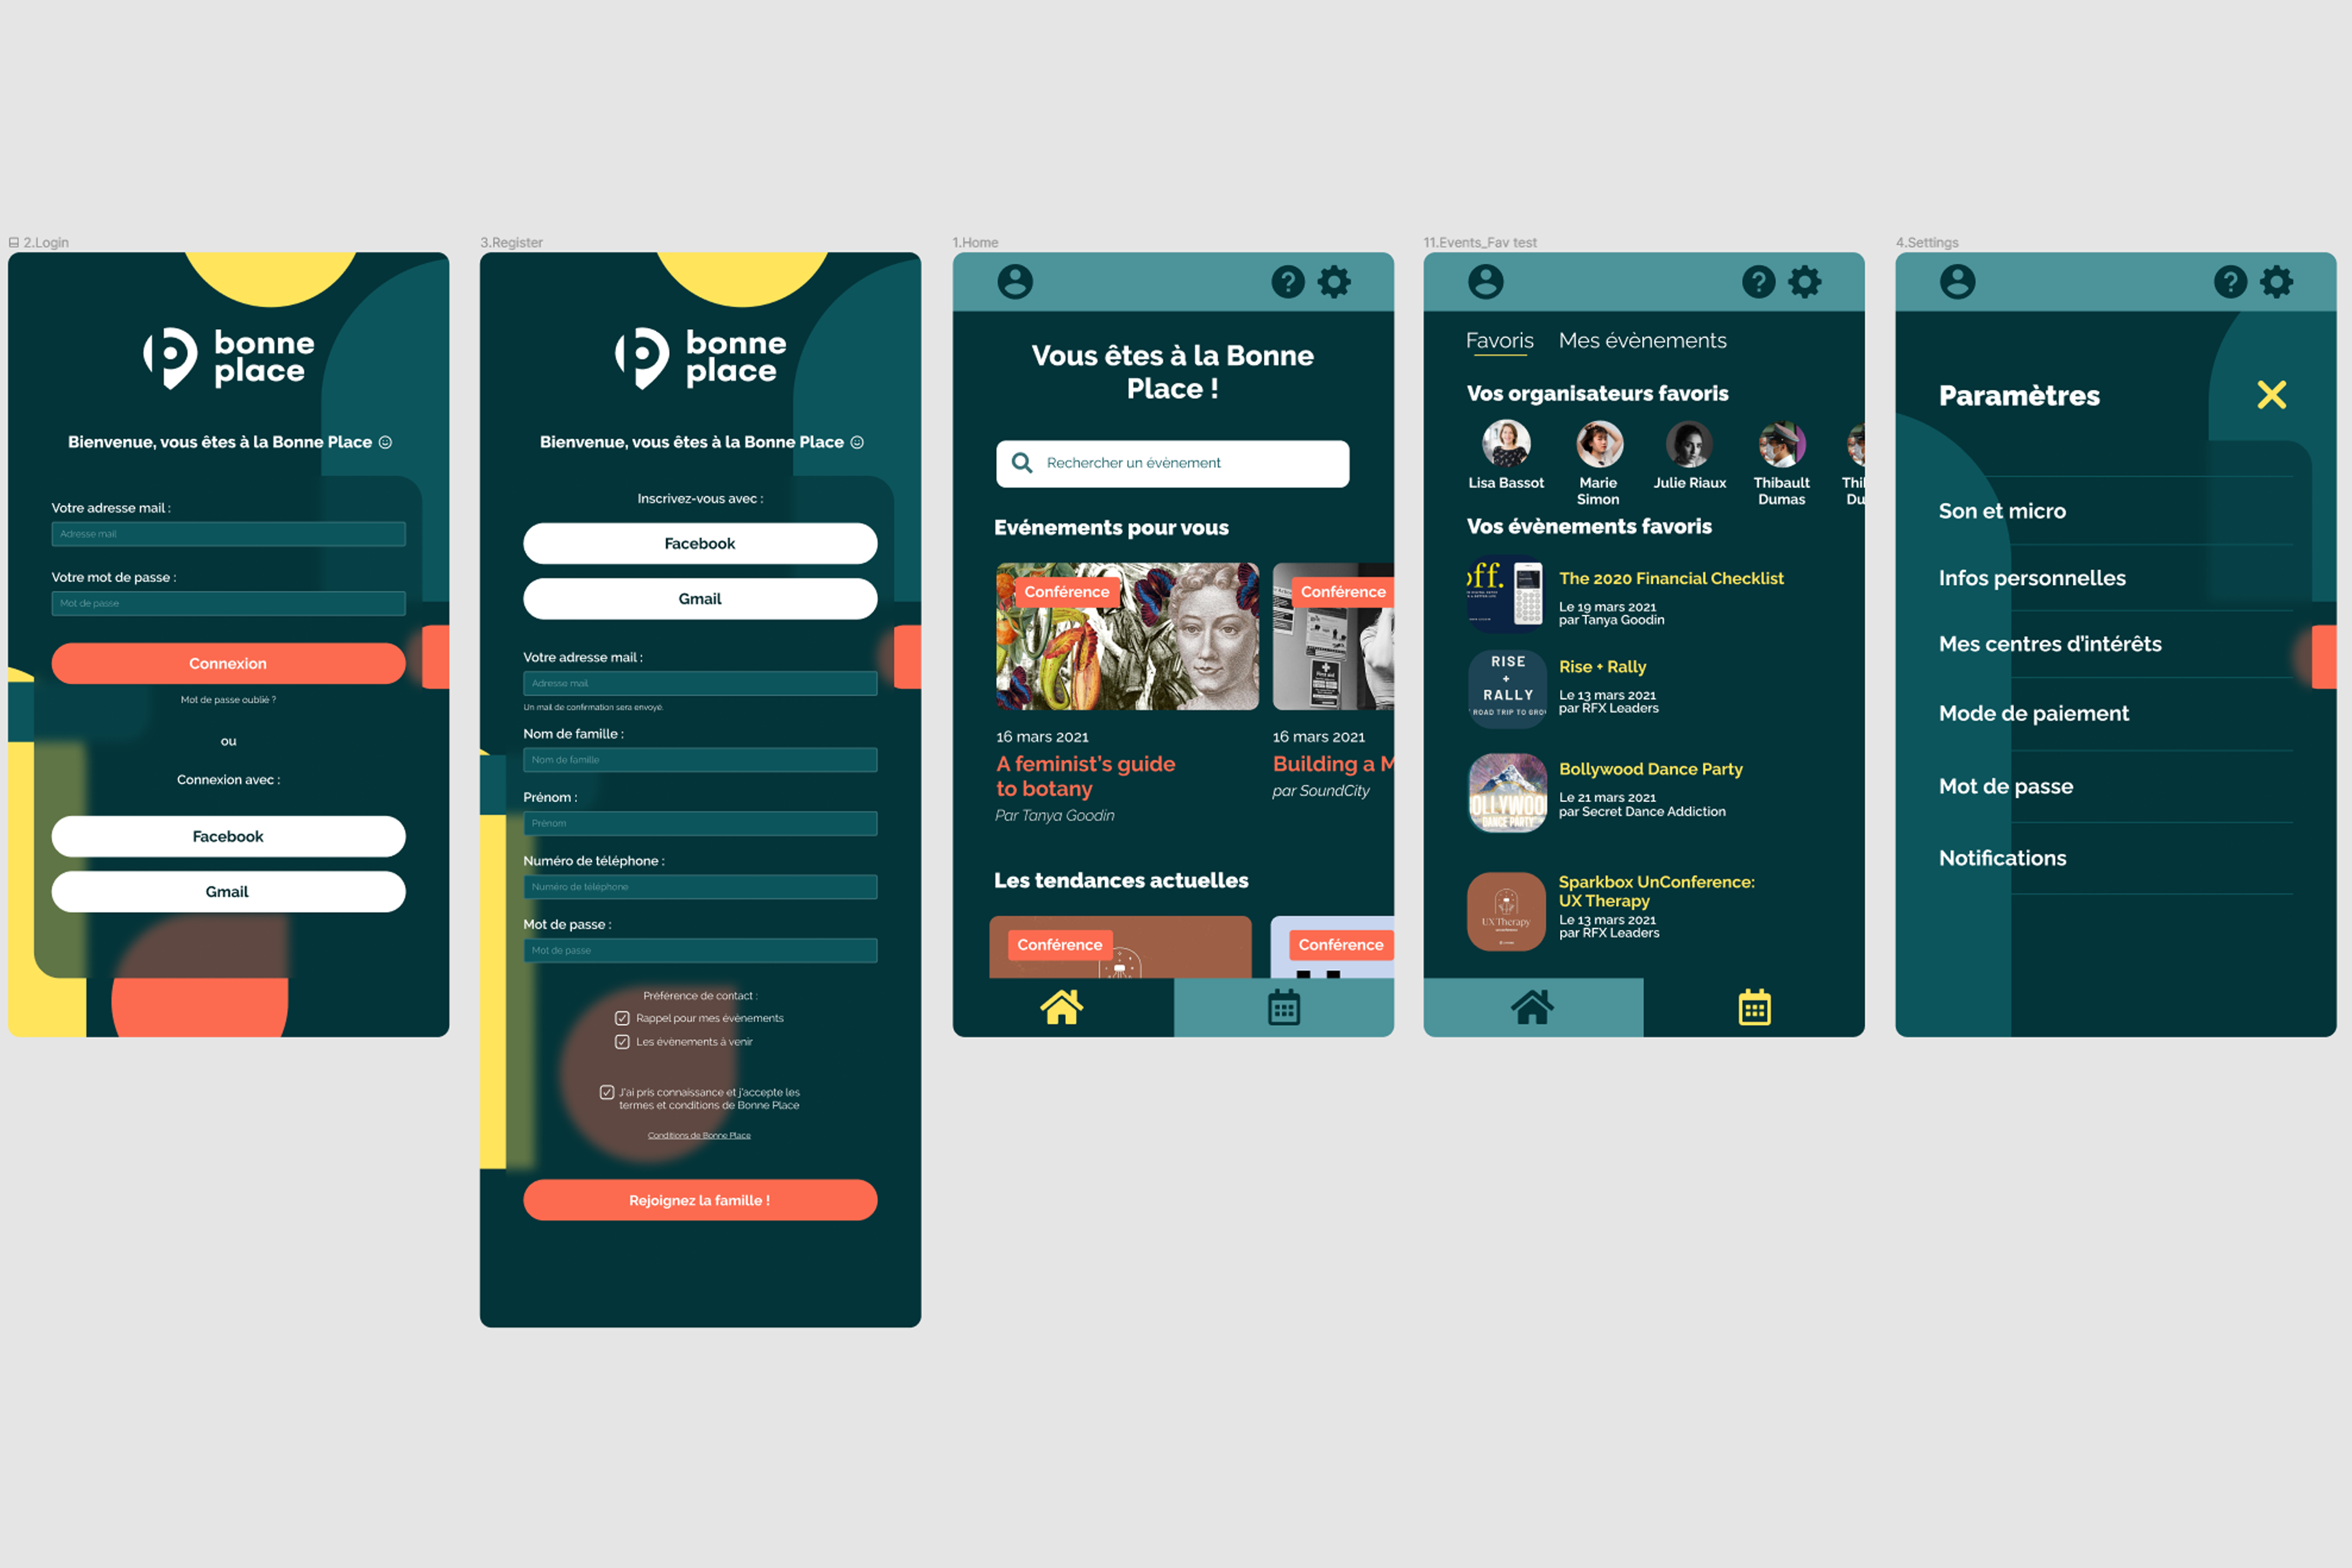 2.Login
bonne
place
Bienvenue, vous êtes à la Bonne Place
Votre adresse mail :
Adresse mail
Votre mot de passe :
Mot de passe
Connexion
Mot de passe oublié ?
ou
Connexion avec :
Facebook
Gmail
3.Register
bonne
place
Bienvenue, vous êtes à la Bonne Place
Inscrivez-vous avec :
Facebook
Gmail
Votre adresse mail :
Adresse mail
Un mail de confirmation sera envoyé.
Nom de famille :
Nom de famille
Prénom :
Prénom
Numéro de téléphone :
Numéro de téléphone
Mot de passe :
Mot de passe
Préférence de contact :
Rappel pour mes évènements
Les évènements à venir
J'ai pris connaissance et j'accepte les
termes et conditions de Bonne Place
Conditions de Bonne Place
Rejoignez la famille !
1.Home
Vous êtes à la Bonne
Place !
Rechercher un évènement
Evénements pour vous
Conférence
Conférence
16 mars 2021
A feminist's guide
to botany
Par Tanya Goodin
16 mars 2021
Building a M
par SoundCity
Les tendances actuelles
Conférence
Conférence
11.Events_Fav test
Favoris
Mes évènements
Vos organisateurs favoris
Lisa Bassot
Marie
Simon
Julie Riaux
Thibault
Dumas
Thi
Du
Vos évènements favoris
off.
The 2020 Financial Checklist
Le 19 mars 2021
par Tanya Goodin
RISE
+
RALLY
ROAD TRIP TO GRO
Rise + Rally
Le 13 mars 2021
par RFX Leaders
OLLYWOO
DANCE PARTY
Bollywood Dance Party
Le 21 mars 2021
par Secret Dance Addiction
UX Therapy
Sparkbox UnConference:
UX Therapy
Le 13 mars 2021
par RFX Leaders
4.Settings
Paramètres
Son et micro
Infos personnelles
Mes centres d'intérêts
Mode de paiement
Mot de passe
Notifications